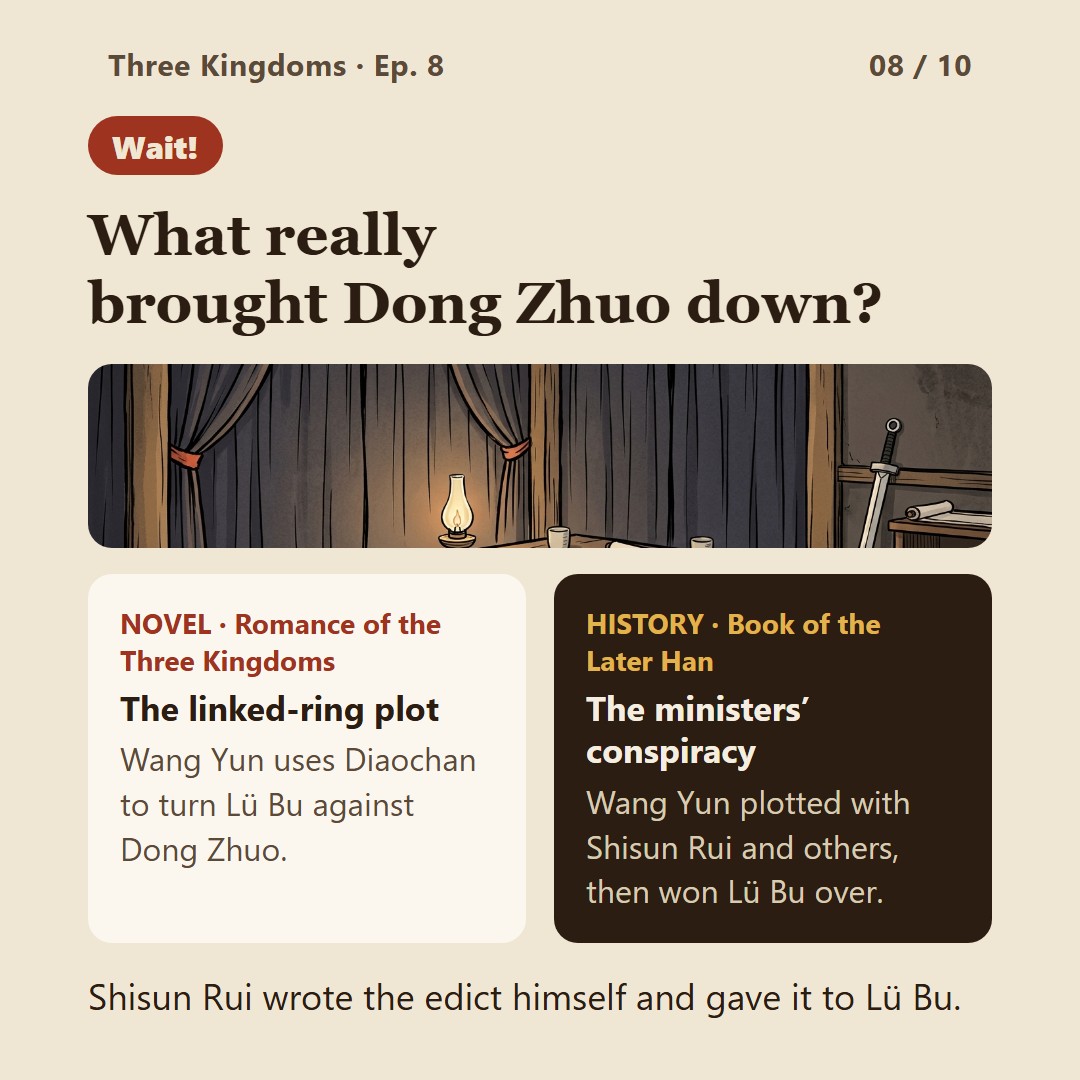 Three Kingdoms · Ep. 8
08 / 10
Wait!
What really
brought Dong Zhuo down?
NOVEL · Romance of the
Three Kingdoms
The linked-ring plot
Wang Yun uses Diaochan
to turn Lü Bu against
Dong Zhuo.
HISTORY · Book of the
Later Han
The ministers’
conspiracy
Wang Yun plotted with
Shisun Rui and others,
then won Lü Bu over.
Shisun Rui wrote the edict himself and gave it to Lü Bu.